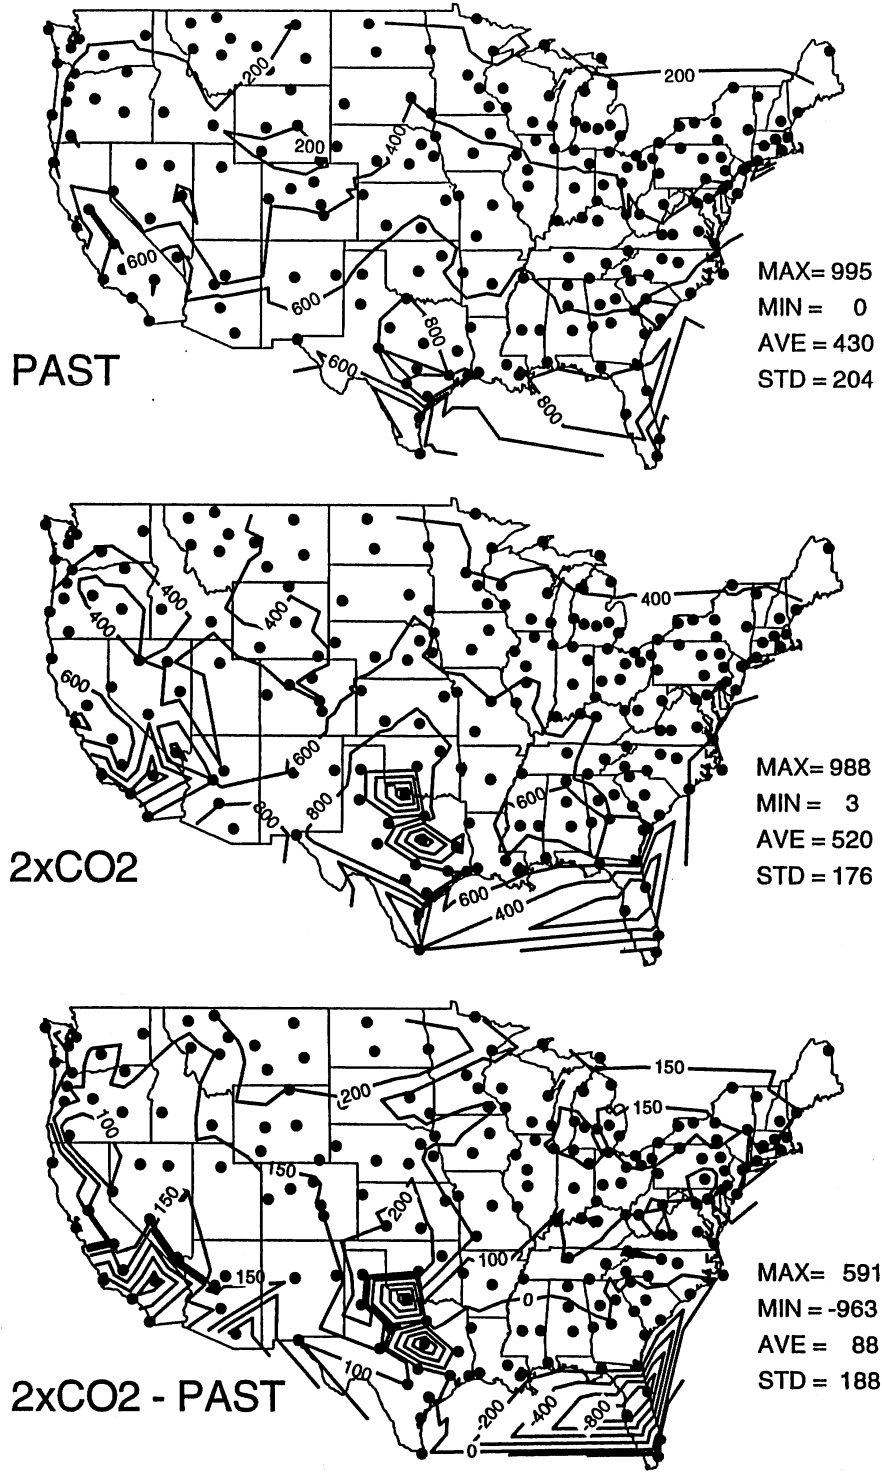 200
200
200
400
600
600
600
800
800
PAST
MAX= 995
MIN = 0
AVE = 430
STD = 204
400
400
400
400
600
600
600
600
800
800
400
2xCO2
MAX= 988
MIN = 3
AVE = 520
STD = 176
150
200
150
100
150
150
200
150
100
0
100
-200
-400
-800
0
2xCO2 - PAST
MAX= 591
MIN = -963
AVE = 88
STD = 188